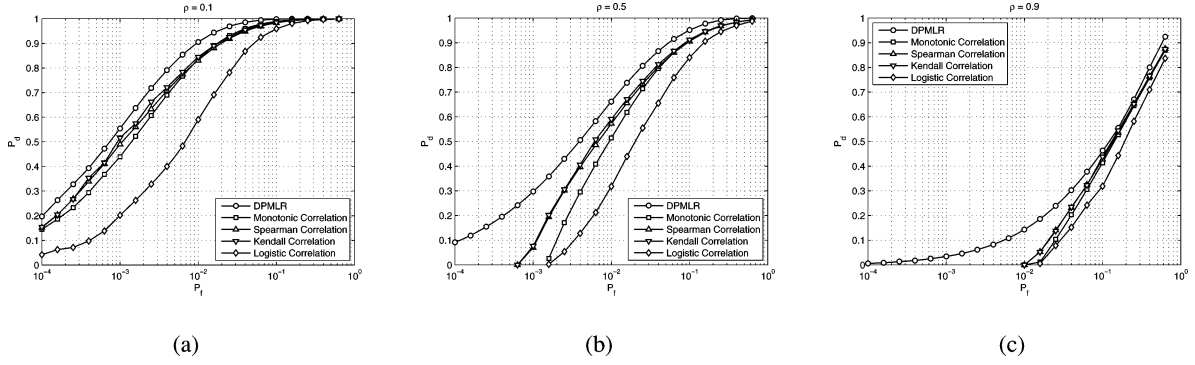 ρ = 0.1
1
0.9
0.8
0.7
0.6
0.5
0.4
0.3
0.2
0.1
0
P_d
DPMLR
Monotonic Correlation
Spearman Correlation
Kendall Correlation
Logistic Correlation
10^-4
10^-3
10^-2
10^-1
10^0
P_f
(a)
ρ = 0.5
1
0.9
0.8
0.7
0.6
0.5
0.4
0.3
0.2
0.1
0
P_d
DPMLR
Monotonic Correlation
Spearman Correlation
Kendall Correlation
Logistic Correlation
10^-4
10^-3
10^-2
10^-1
10^0
P_f
(b)
ρ = 0.9
1
0.9
0.8
0.7
0.6
0.5
0.4
0.3
0.2
0.1
0
P_d
DPMLR
Monotonic Correlation
Spearman Correlation
Kendall Correlation
Logistic Correlation
10^-4
10^-3
10^-2
10^-1
10^0
P_f
(c)